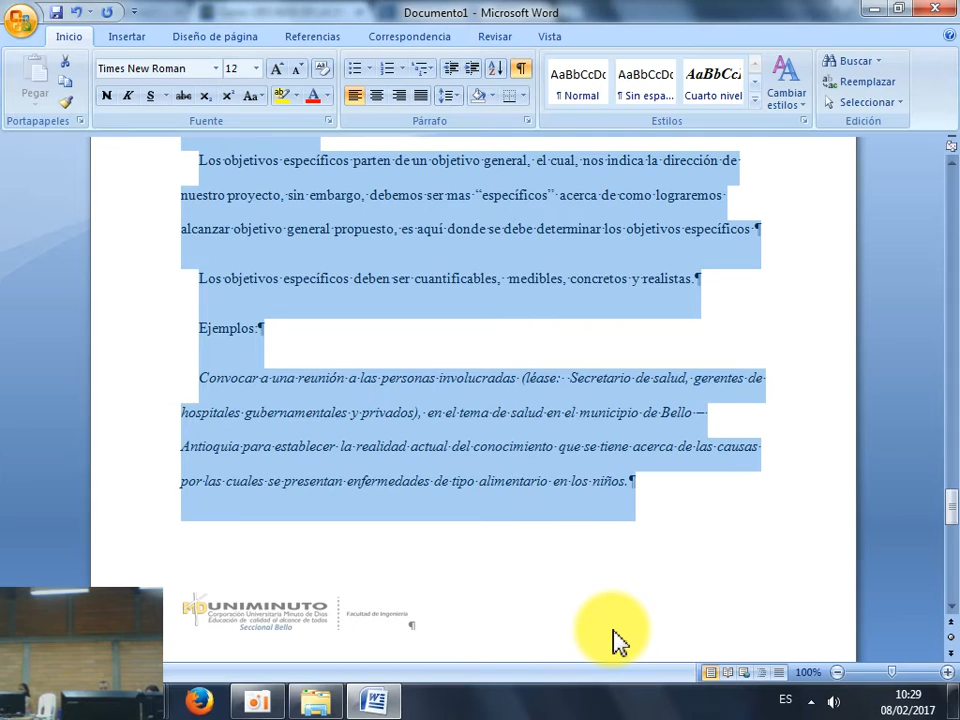 Documento1 - Microsoft Word
Inicio Insertar Diseño de página Referencias Correspondencia Revisar Vista
Pegar
Portapapeles
Times New Roman 12
N K S abe x₂ x² Aa
Fuente
Párrafo
AaBbCcDc AaBbCcDc AaBbCcI
¶ Normal ¶ Sin espa... Cuarto nivel
Cambiar estilos
Estilos
Buscar
Reemplazar
Seleccionar
Edición
Los objetivos específicos parten de un objetivo general, el cual, nos indica la dirección de
nuestro proyecto, sin embargo, debemos ser mas “específicos” acerca de como lograremos
alcanzar objetivo general propuesto, es aquí donde se debe determinar los objetivos específicos ¶
Los objetivos específicos deben ser cuantificables, medibles, concretos y realistas.¶
Ejemplos:¶
Convocar a una reunión a las personas involucradas (léase: Secretario de salud, gerentes de
hospitales gubernamentales y privados), en el tema de salud en el municipio de Bello –
Antioquia para establecer la realidad actual del conocimiento que se tiene acerca de las causas
por las cuales se presentan enfermedades de tipo alimentario en los niños.¶
UNIMINUTO
Corporación Universitaria Minuto de Dios
Educación de calidad al alcance de todos
Seccional Bello
Facultad de Ingeniería
¶
100%
ES
10:29
08/02/2017